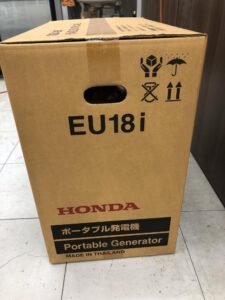 EU18i
HONDA
ポータブル発電機
Portable Generator
MADE IN THAILAND